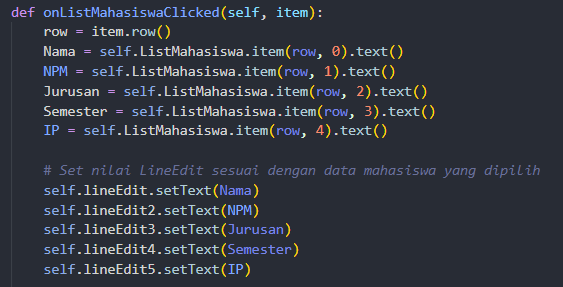 def onListMahasiswaClicked(self, item):
    row = item.row()
    Nama = self.ListMahasiswa.item(row, 0).text()
    NPM = self.ListMahasiswa.item(row, 1).text()
    Jurusan = self.ListMahasiswa.item(row, 2).text()
    Semester = self.ListMahasiswa.item(row, 3).text()
    IP = self.ListMahasiswa.item(row, 4).text()

    # Set nilai LineEdit sesuai dengan data mahasiswa yang dipilih
    self.lineEdit.setText(Nama)
    self.lineEdit2.setText(NPM)
    self.lineEdit3.setText(Jurusan)
    self.lineEdit4.setText(Semester)
    self.lineEdit5.setText(IP)